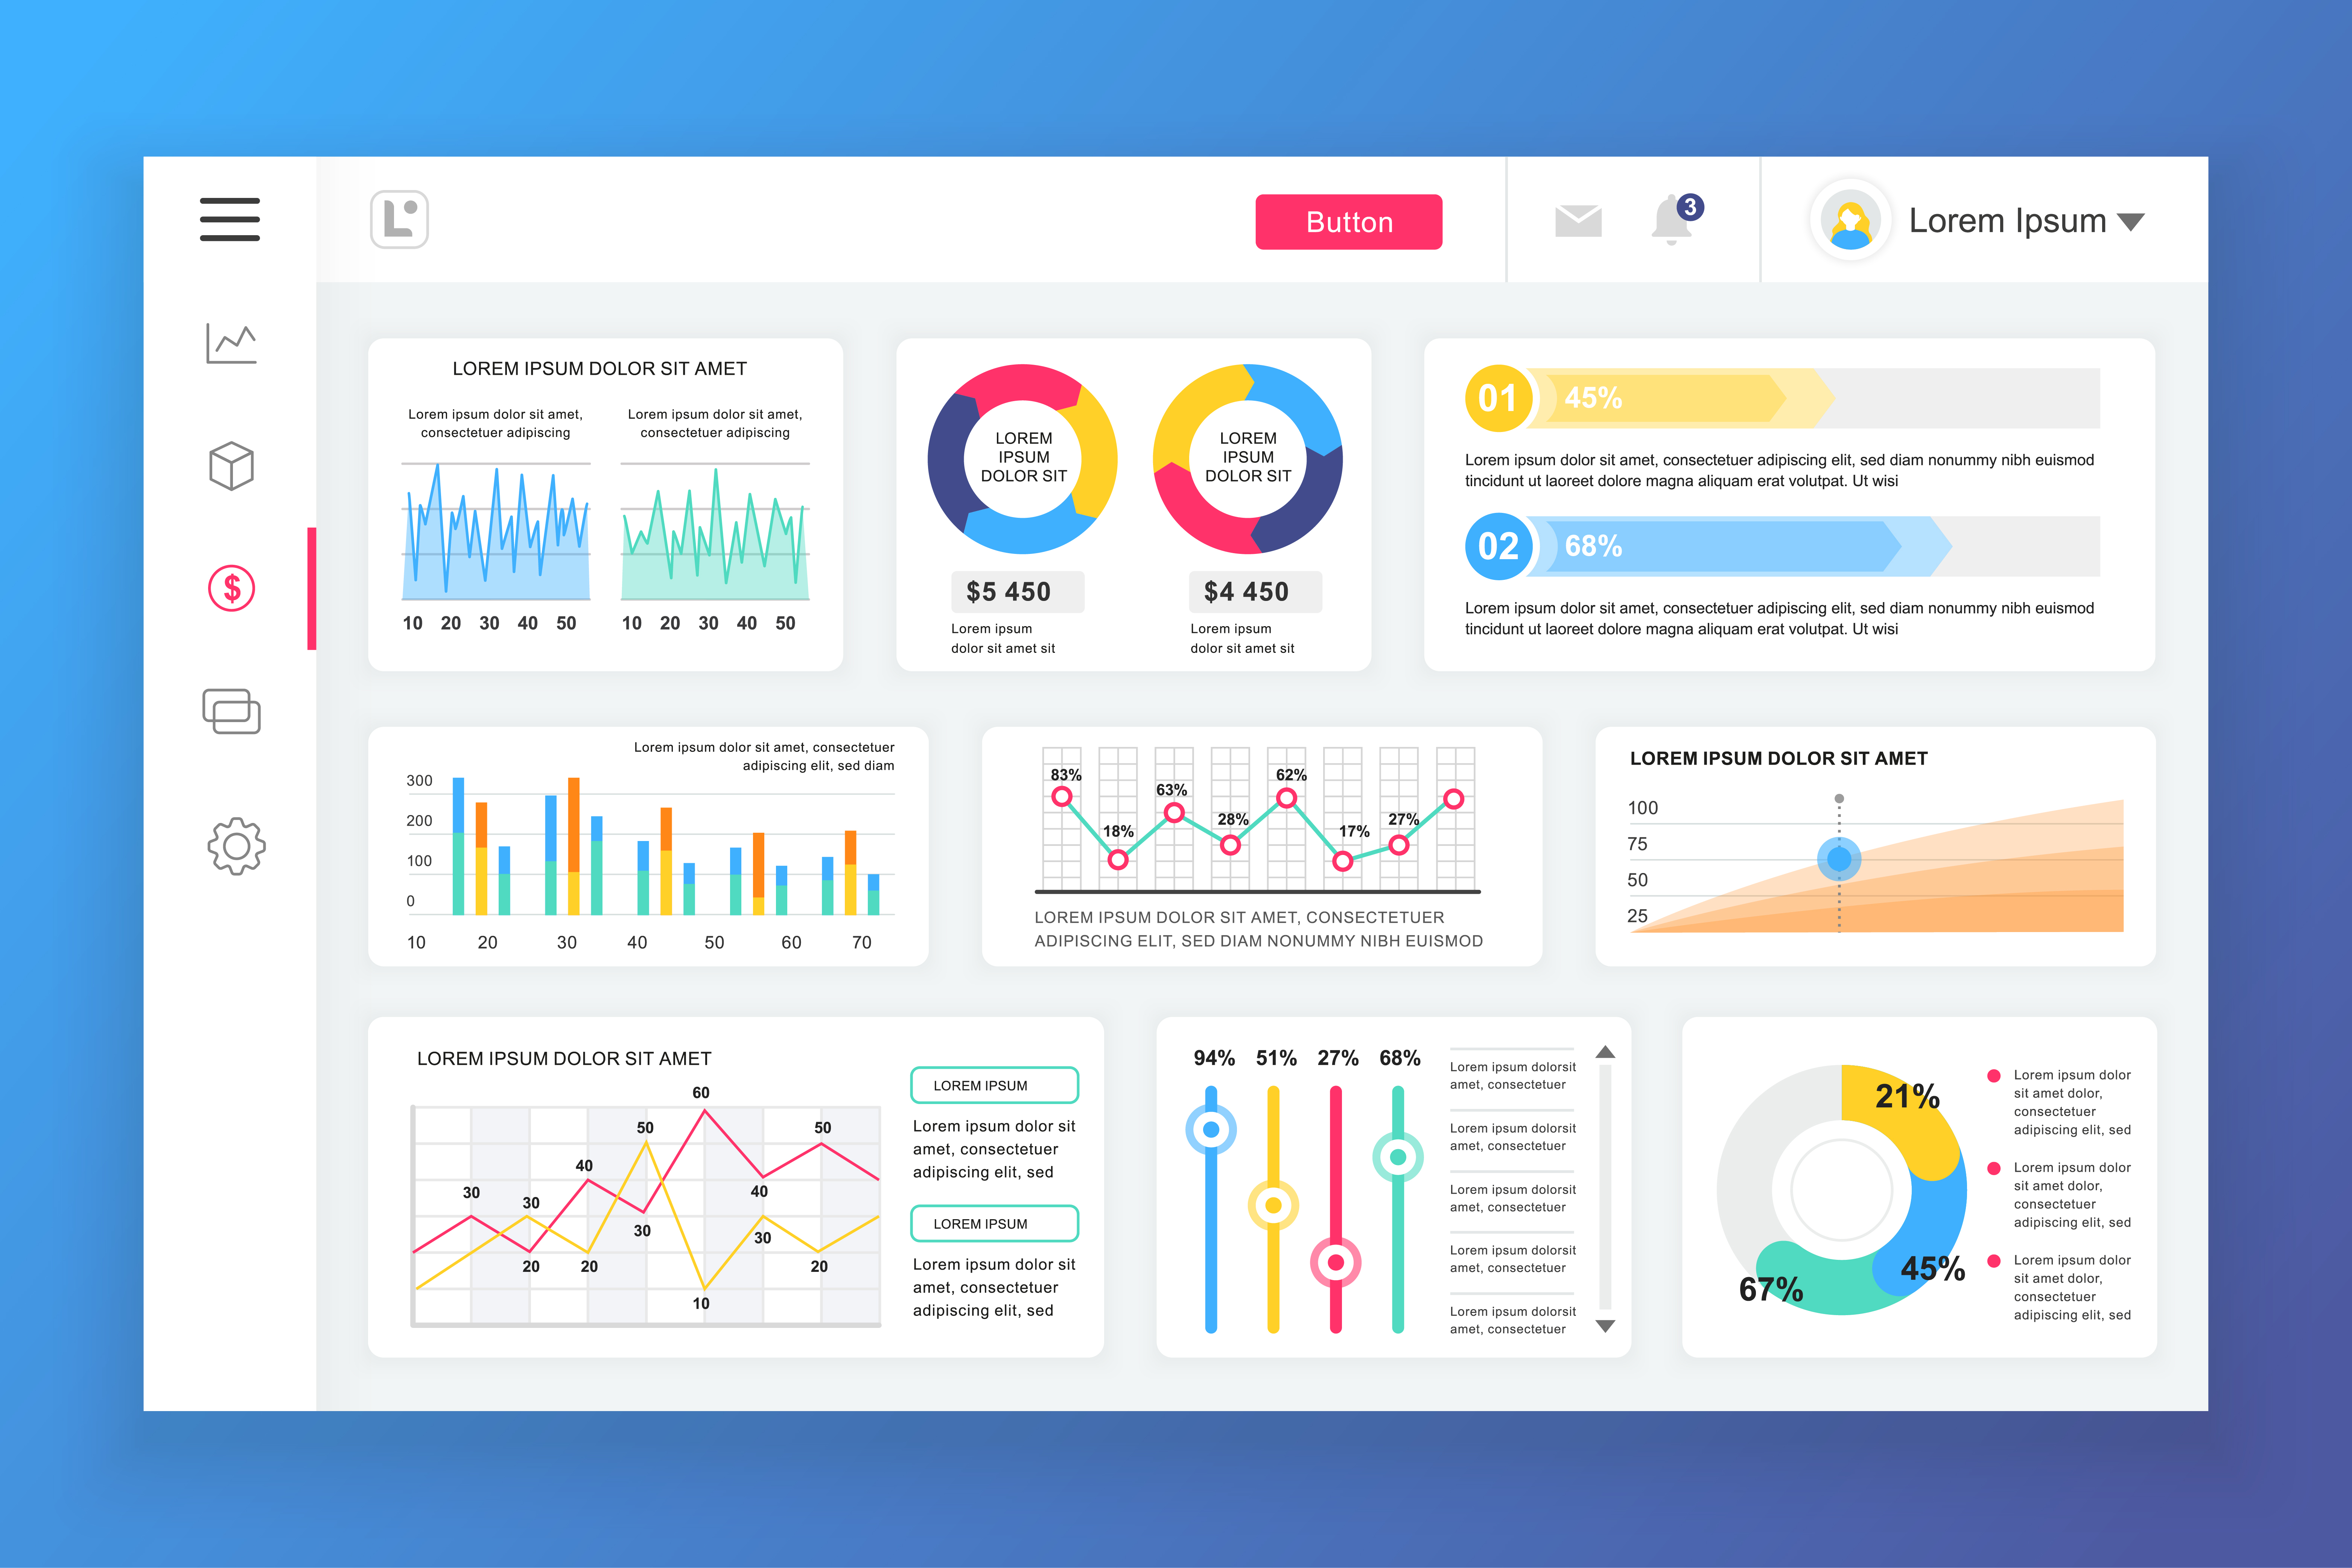 Button
3
Lorem Ipsum
LOREM IPSUM DOLOR SIT AMET
Lorem ipsum dolor sit amet,
consectetuer adipiscing
10 20 30 40 50
Lorem ipsum dolor sit amet,
consectetuer adipiscing
10 20 30 40 50
LOREM
IPSUM
DOLOR SIT
$5 450
Lorem ipsum
dolor sit amet sit
LOREM
IPSUM
DOLOR SIT
$4 450
Lorem ipsum
dolor sit amet sit
01 45%
Lorem ipsum dolor sit amet, consectetuer adipiscing elit, sed diam nonummy nibh euismod
tincidunt ut laoreet dolore magna aliquam erat volutpat. Ut wisi
02 68%
Lorem ipsum dolor sit amet, consectetuer adipiscing elit, sed diam nonummy nibh euismod
tincidunt ut laoreet dolore magna aliquam erat volutpat. Ut wisi
Lorem ipsum dolor sit amet, consectetuer
adipiscing elit, sed diam
300
200
100
0
10 20 30 40 50 60 70
83% 18% 63% 28% 62% 17% 27%
LOREM IPSUM DOLOR SIT AMET, CONSECTETUER
ADIPISCING ELIT, SED DIAM NONUMMY NIBH EUISMOD
LOREM IPSUM DOLOR SIT AMET
100
75
50
25
LOREM IPSUM DOLOR SIT AMET
60
50 50
40
30 30 40
30 30
20 20 20
10
LOREM IPSUM
Lorem ipsum dolor sit
amet, consectetuer
adipiscing elit, sed
LOREM IPSUM
Lorem ipsum dolor sit
amet, consectetuer
adipiscing elit, sed
94% 51% 27% 68%
Lorem ipsum dolorsit
amet, consectetuer
Lorem ipsum dolorsit
amet, consectetuer
Lorem ipsum dolorsit
amet, consectetuer
Lorem ipsum dolorsit
amet, consectetuer
Lorem ipsum dolorsit
amet, consectetuer
21%
45%
67%
Lorem ipsum dolor
sit amet dolor,
consectetuer
adipiscing elit, sed
Lorem ipsum dolor
sit amet dolor,
consectetuer
adipiscing elit, sed
Lorem ipsum dolor
sit amet dolor,
consectetuer
adipiscing elit, sed